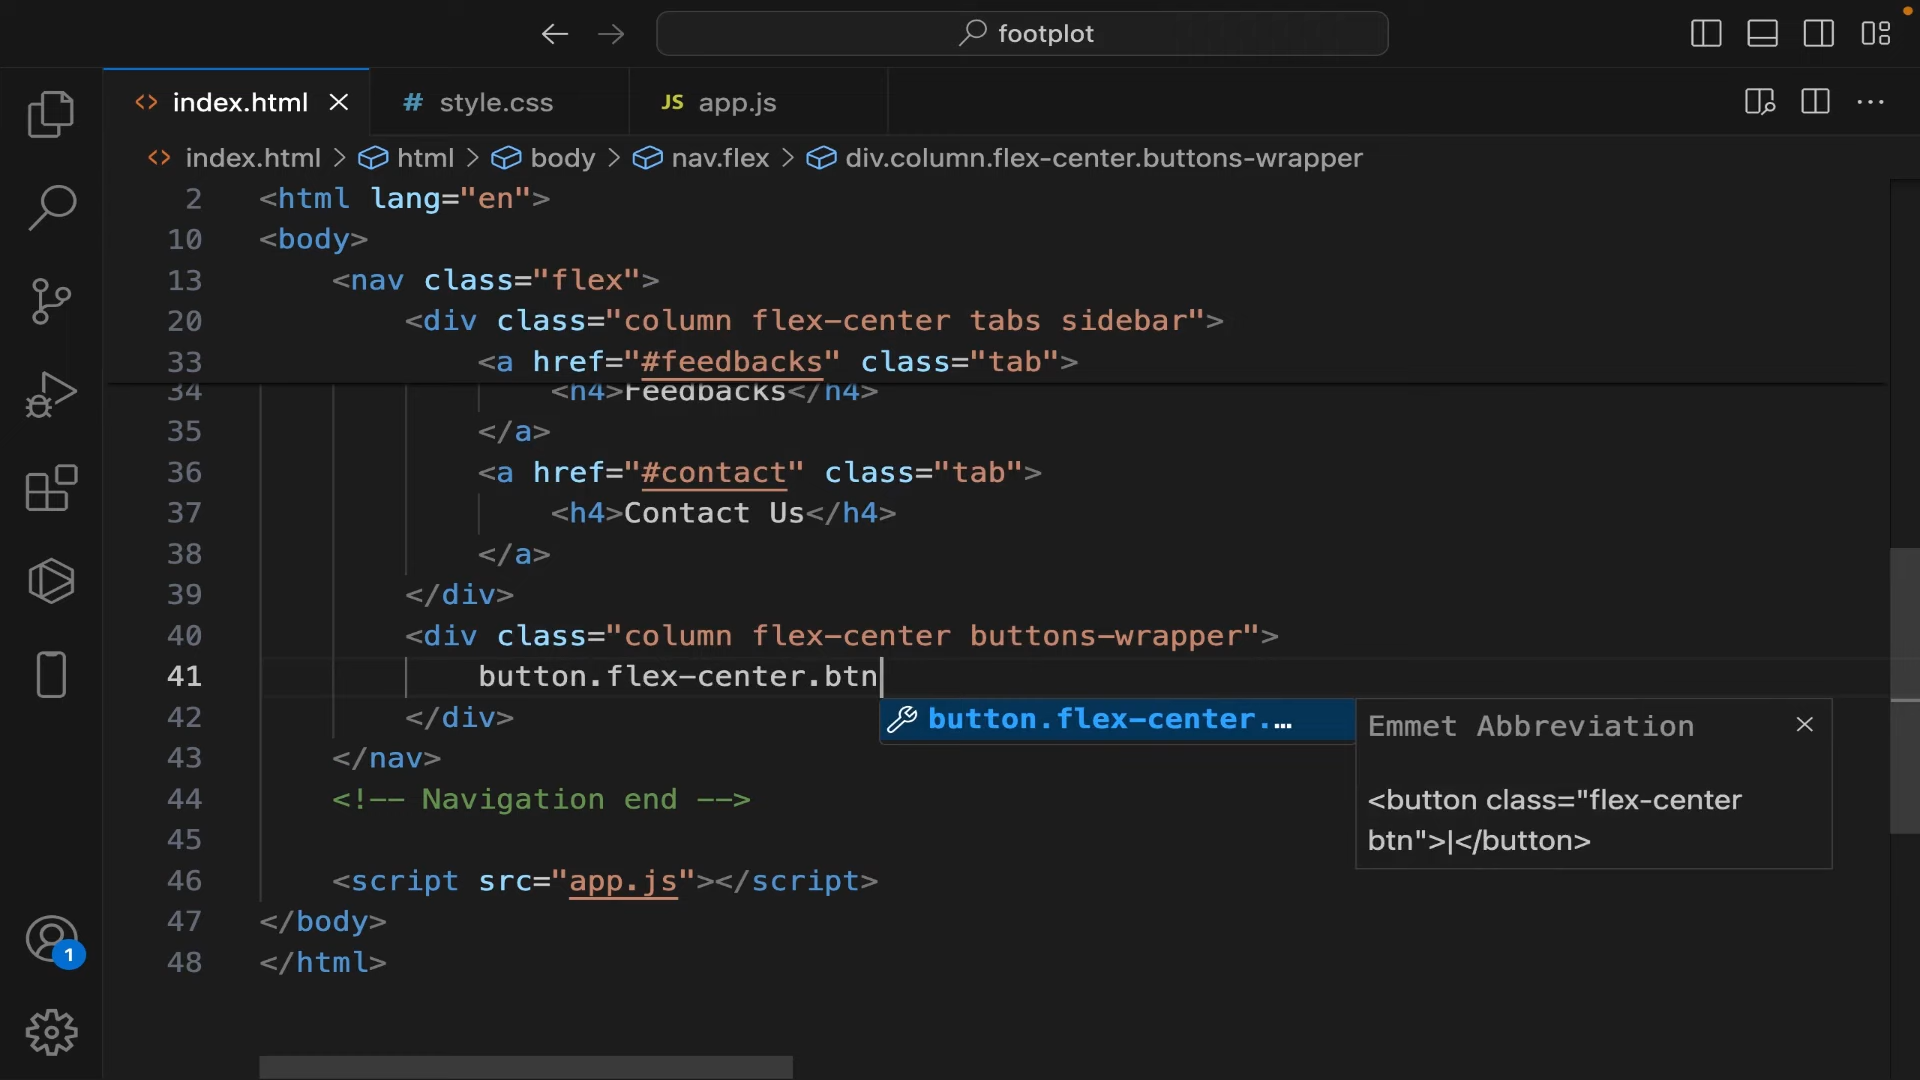 footplot
index.html
# style.css
JS app.js
index.html > html > body > nav.flex > div.column.flex-center.buttons-wrapper
2 <html lang="en">
10 <body>
13 <nav class="flex">
20 <div class="column flex-center tabs sidebar">
33 <a href="#feedbacks" class="tab">
34 <h4>Feedbacks</h4>
35 </a>
36 <a href="#contact" class="tab">
37 <h4>Contact Us</h4>
38 </a>
39 </div>
40 <div class="column flex-center buttons-wrapper">
41 button.flex-center.btn
button.flex-center.…
Emmet Abbreviation
<button class="flex-center
btn">|</button>
42 </div>
43 </nav>
44 <!-- Navigation end -->
45
46 <script src="app.js"></script>
47 </body>
48 </html>
1